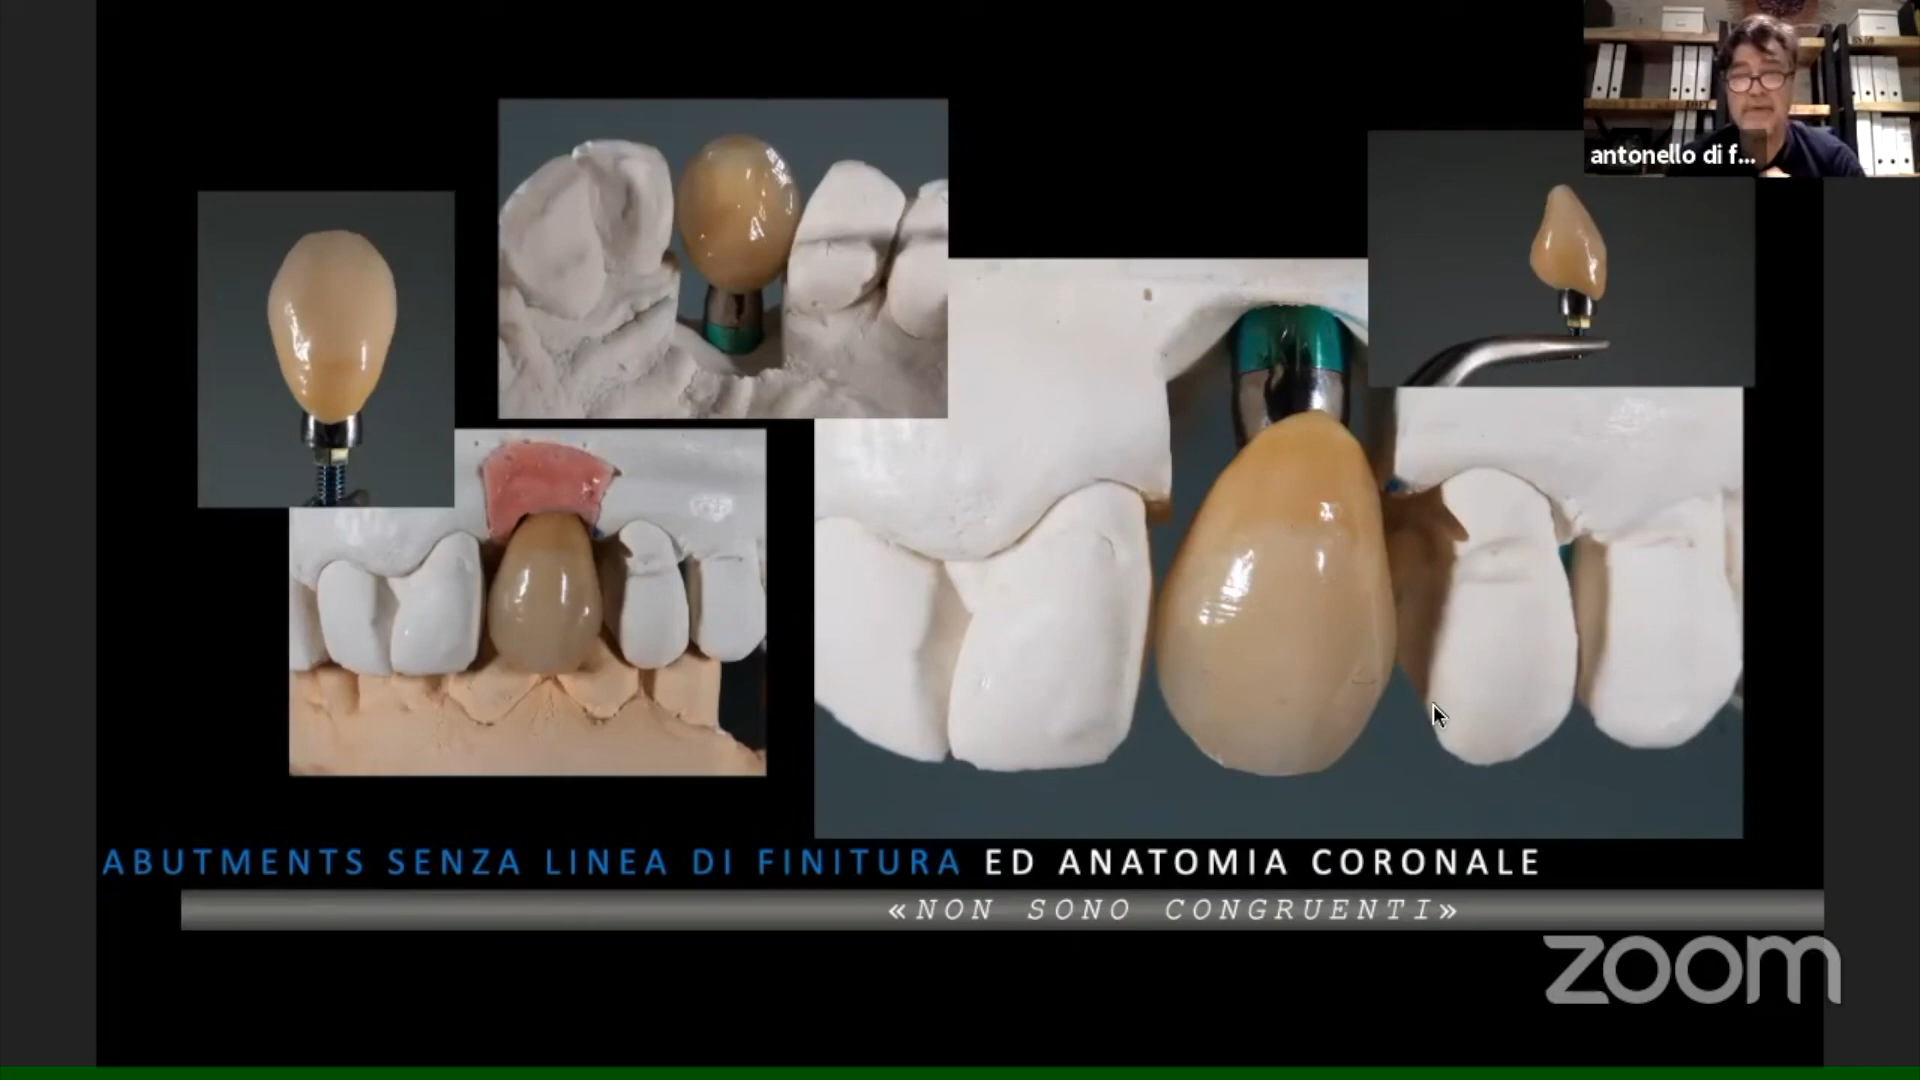 antonello di f...
ABUTMENTS SENZA LINEA DI FINITURA ED ANATOMIA CORONALE
«NON SONO CONGRUENTI»
zoom